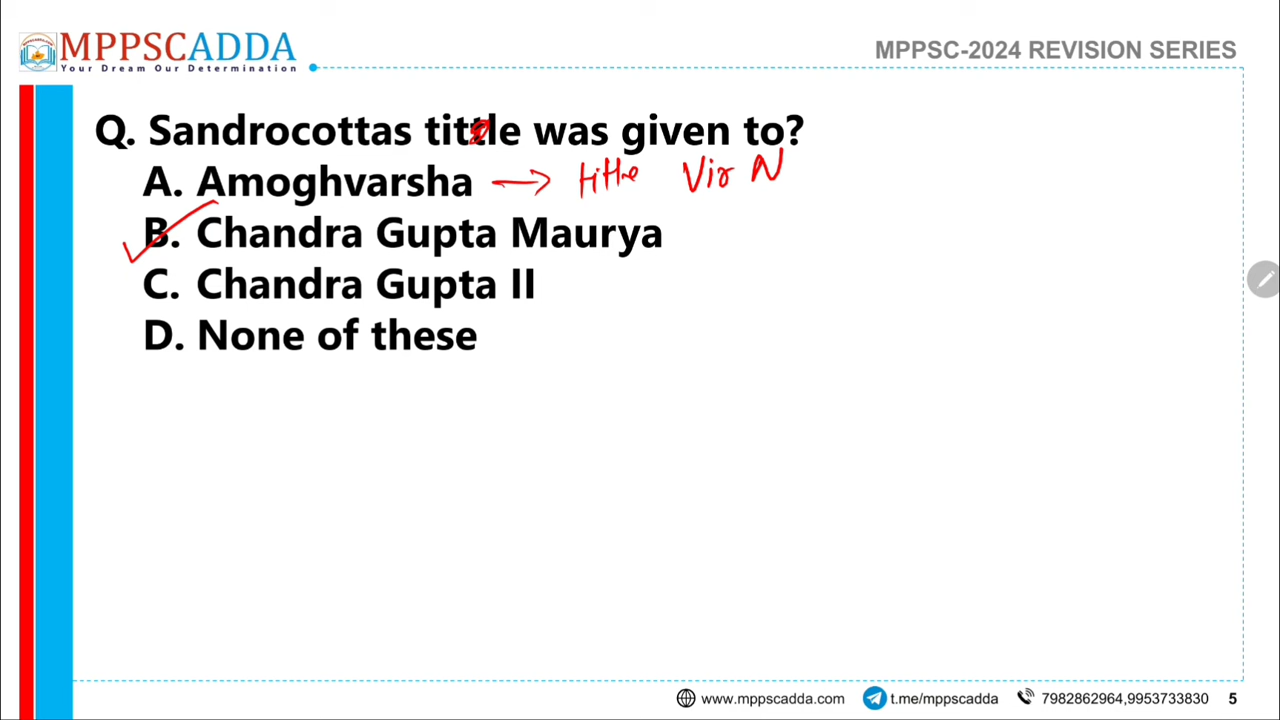 MPPSCADDA
Your Dream Our Determination
MPPSC-2024 REVISION SERIES
Q. Sandrocottas tittle was given to?
A. Amoghvarsha → title Vir N
B. Chandra Gupta Maurya
C. Chandra Gupta II
D. None of these
www.mppscadda.com t.me/mppscadda 7982862964,9953733830 5